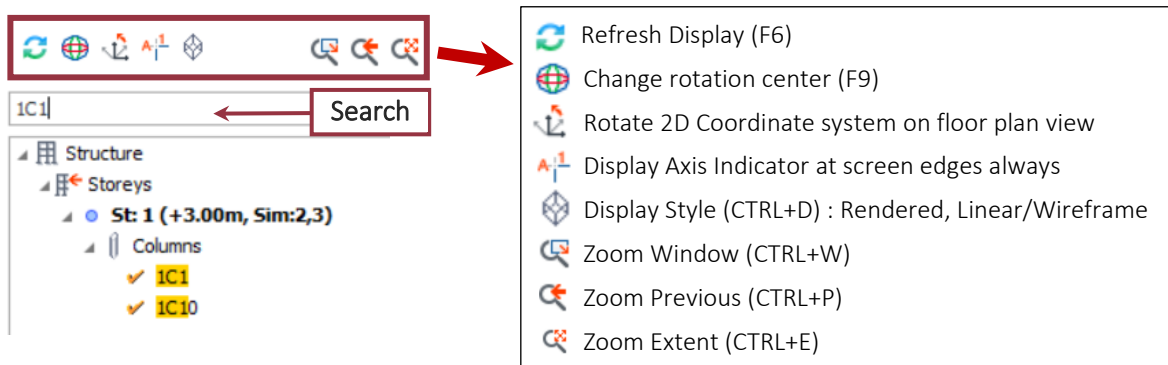 1C1
Search
Structure
Storeys
St: 1 (+3.00m, Sim:2,3)
Columns
1C1
1C10
Refresh Display (F6)
Change rotation center (F9)
Rotate 2D Coordinate system on floor plan view
Display Axis Indicator at screen edges always
Display Style (CTRL+D) : Rendered, Linear/Wireframe
Zoom Window (CTRL+W)
Zoom Previous (CTRL+P)
Zoom Extent (CTRL+E)